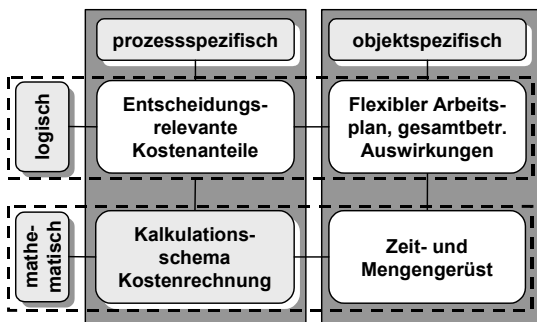 prozessspezifisch
objektspezifisch
logisch
Entscheidungs-
relevante
Kostenanteile
Flexibler Arbeits-
plan, gesamtbetr.
Auswirkungen
mathe-
matisch
Kalkulations-
schema
Kostenrechnung
Zeit- und
Mengengerüst